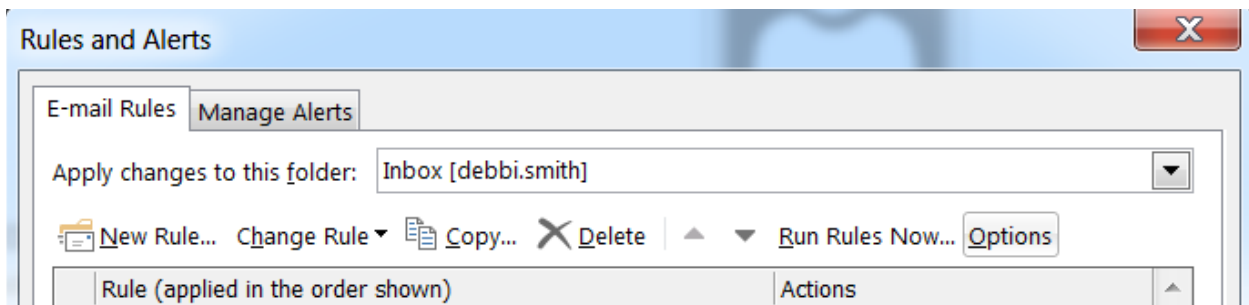 Rules and Alerts
E-mail Rules Manage Alerts
Apply changes to this folder: Inbox [debbi.smith]
New Rule... Change Rule Copy... Delete Run Rules Now... Options
Rule (applied in the order shown) Actions